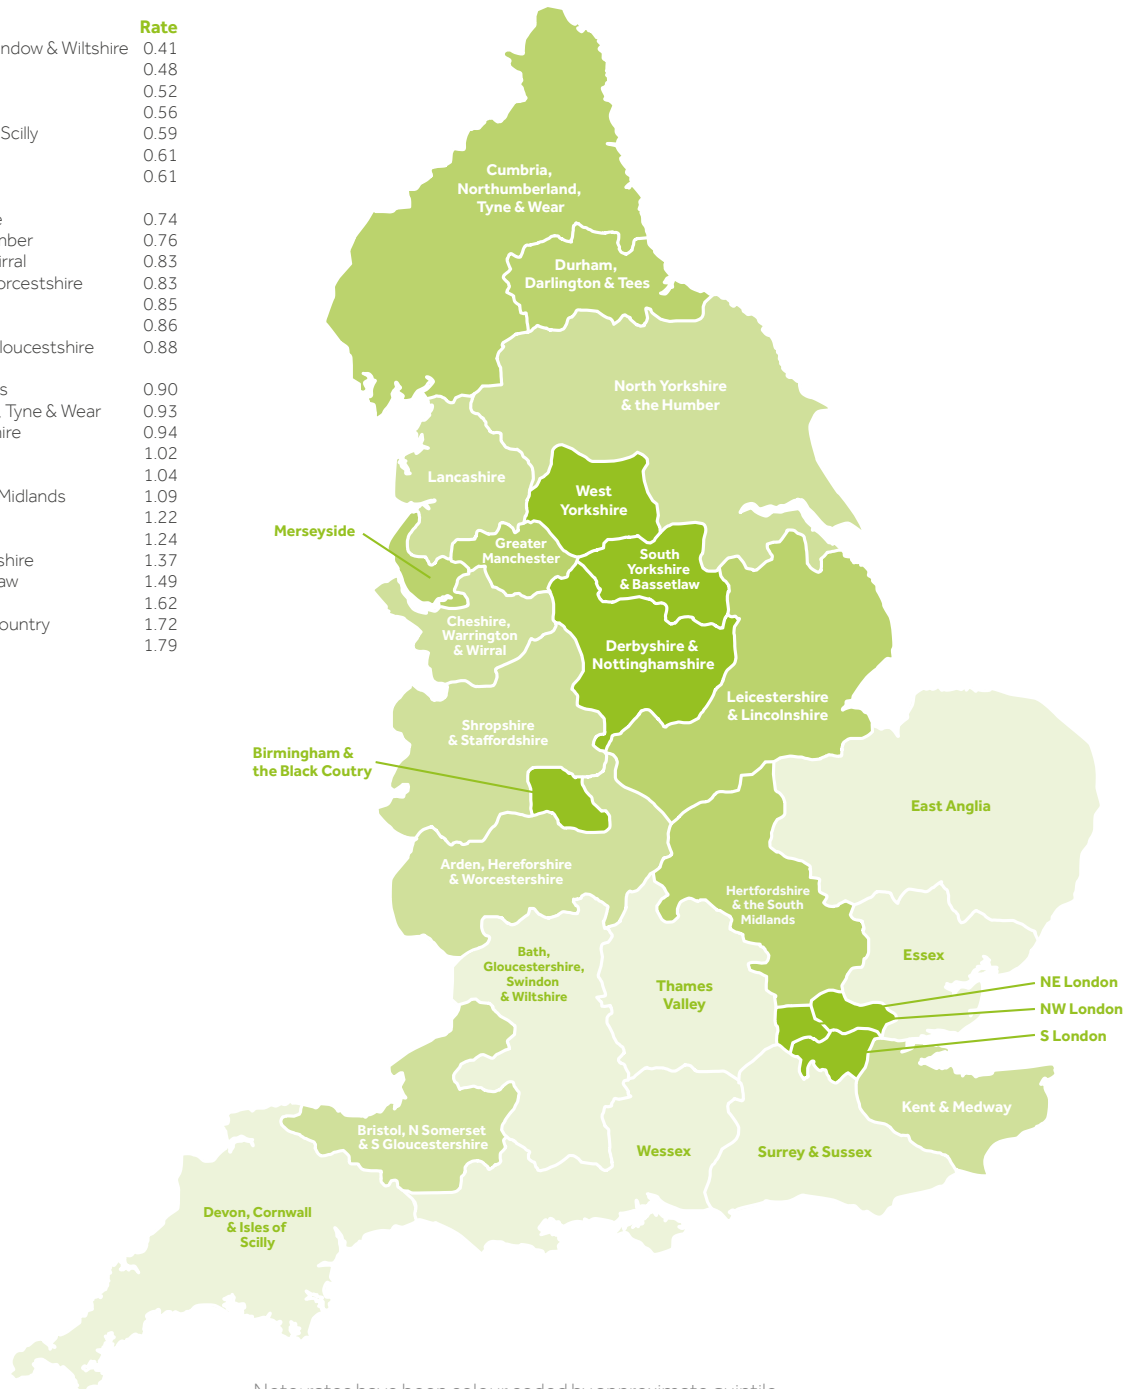 Rate
ndow & Wiltshire 0.41
0.48
0.52
0.56
Scilly 0.59
0.61
0.61
0.74
0.76
0.83
0.83
0.85
0.86
loucestshire 0.88
0.90
, Tyne & Wear 0.93
0.94
1.02
1.04
Midlands 1.09
1.22
1.24
shire 1.37
aw 1.49
1.62
ountry 1.72
1.79
Cumbria,
Northumberland,
Tyne & Wear
Durham,
Darlington & Tees
North Yorkshire
& the Humber
Lancashire
West
Yorkshire
Merseyside
Greater
Manchester
South
Yorkshire
& Bassetlaw
Cheshire,
Warrington
& Wirral
Derbyshire &
Nottinghamshire
Leicestershire
& Lincolnshire
Shropshire
& Staffordshire
Birmingham &
the Black Coutry
East Anglia
Arden, Hereforshire
& Worcestershire
Hertfordshire
& the South
Midlands
Bath,
Gloucestershire,
Swindon
& Wiltshire
Essex
Thames
Valley
NE London
NW London
S London
Kent & Medway
Bristol, N Somerset
& S Gloucestershire
Wessex
Surrey & Sussex
Devon, Cornwall
& Isles of
Scilly